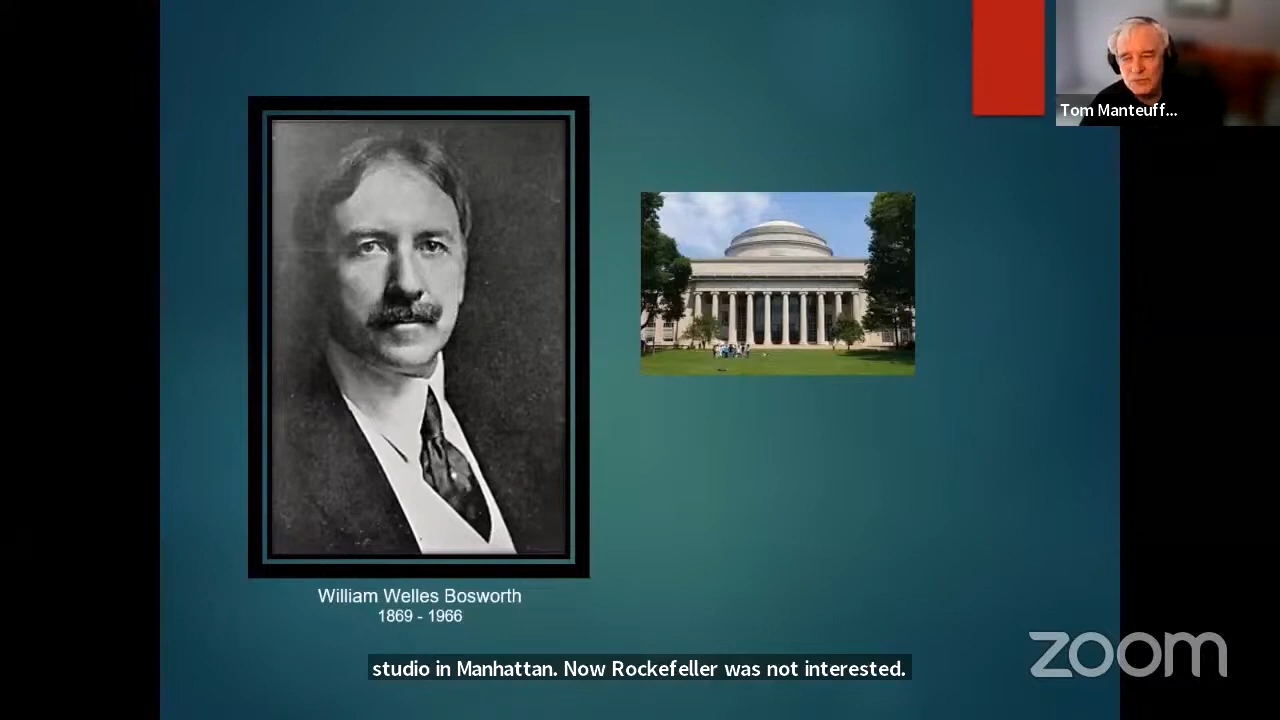 Tom Manteuff...
William Welles Bosworth
1869 - 1966
studio in Manhattan. Now Rockefeller was not interested.
zoom